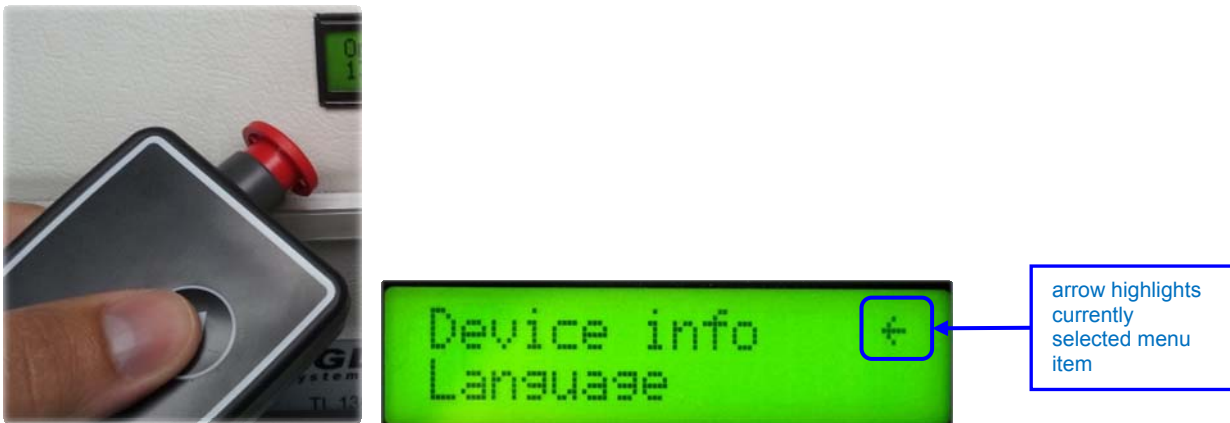 Device info ←
Language
arrow highlights
currently
selected menu
item